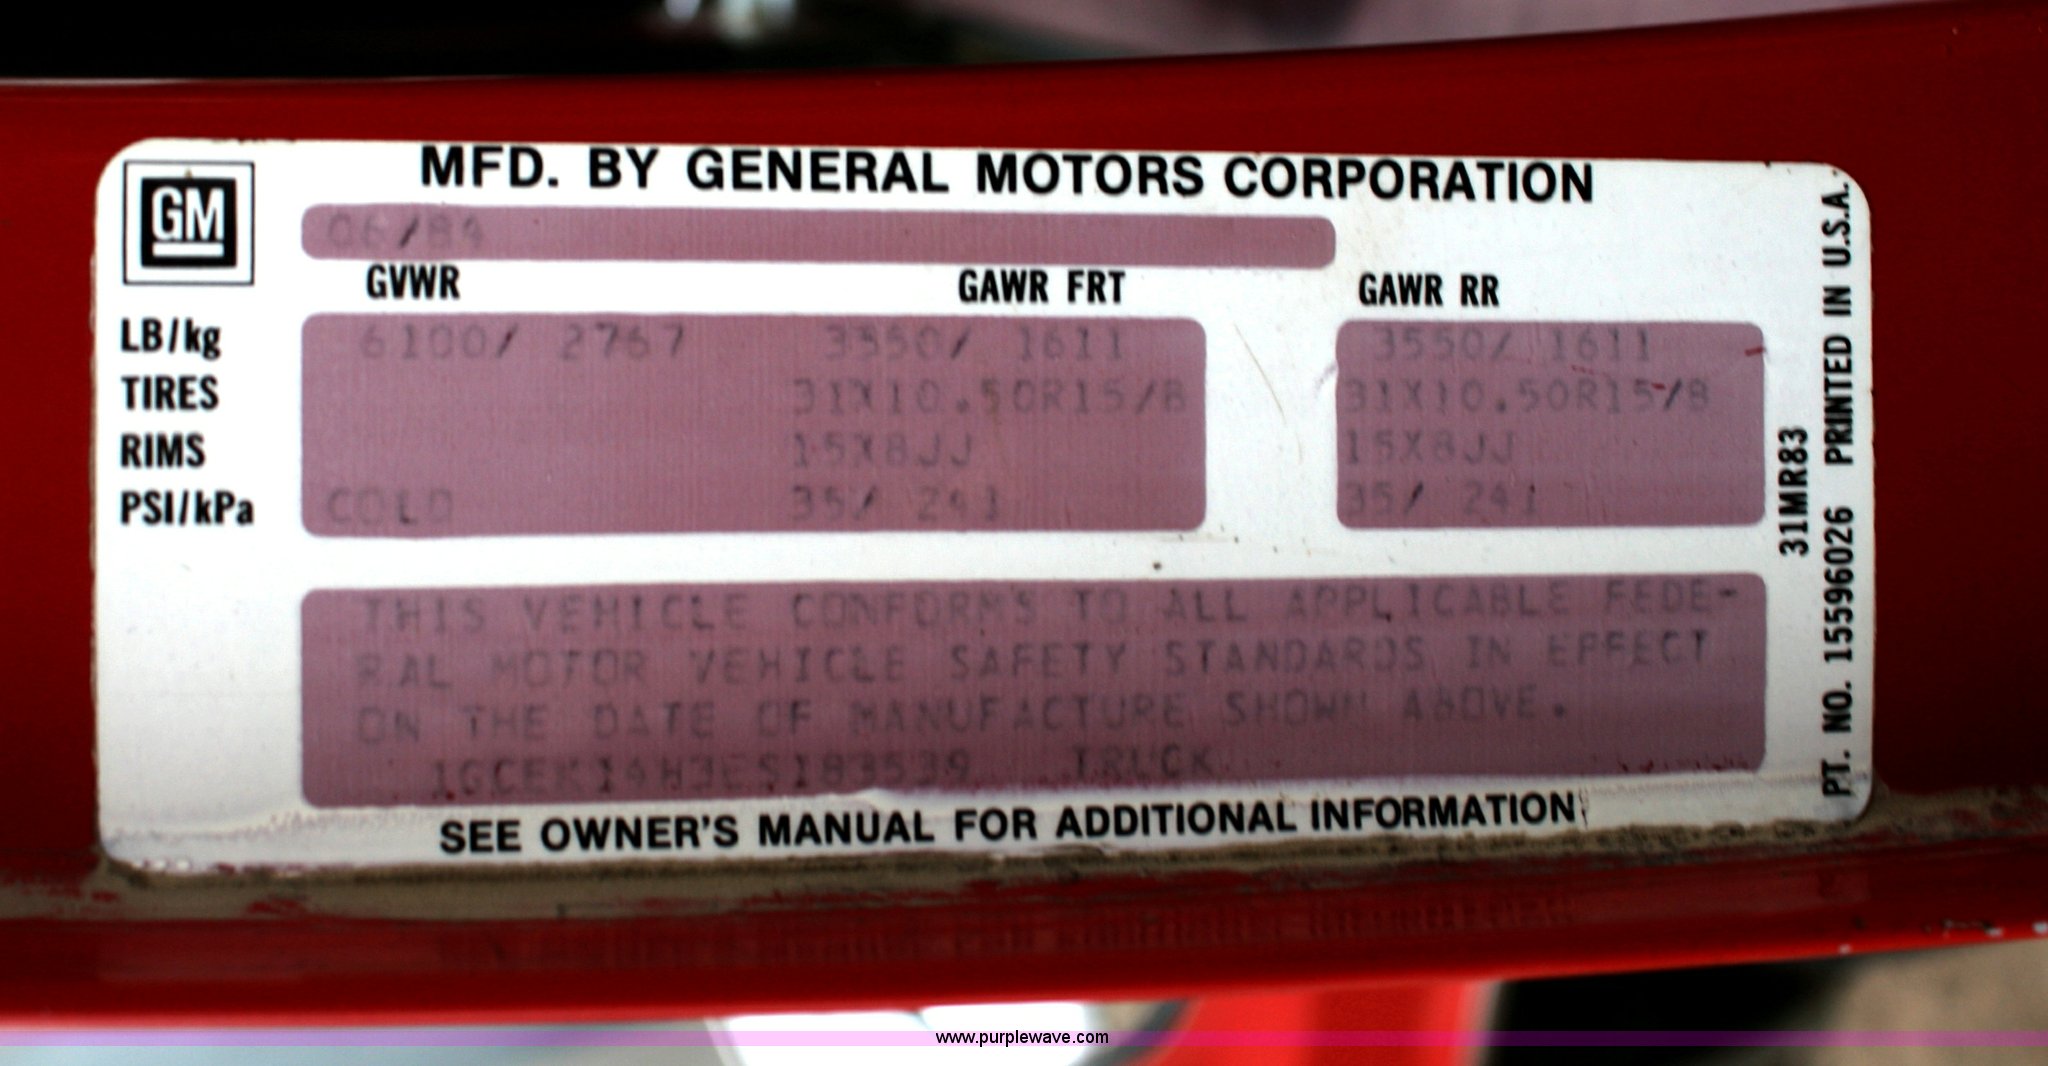 GM
MFD. BY GENERAL MOTORS CORPORATION
06/84
GVWR GAWR FRT GAWR RR
LB/kg 6100/ 2767 3550/ 1611 3550/ 1611
TIRES 31X10.50R15/B 31X10.50R15/B
RIMS 15X8JJ 15X8JJ
PSI/kPa COLD 35/ 241 35/ 241
THIS VEHICLE CONFORMS TO ALL APPLICABLE FEDE-
RAL MOTOR VEHICLE SAFETY STANDARDS IN EFFECT
ON THE DATE OF MANUFACTURE SHOWN ABOVE.
1GCEK14H3ES183539 TRUCK
SEE OWNER'S MANUAL FOR ADDITIONAL INFORMATION
31MR83
PT. NO. 15596026 PRINTED IN U.S.A.
www.purplewave.com